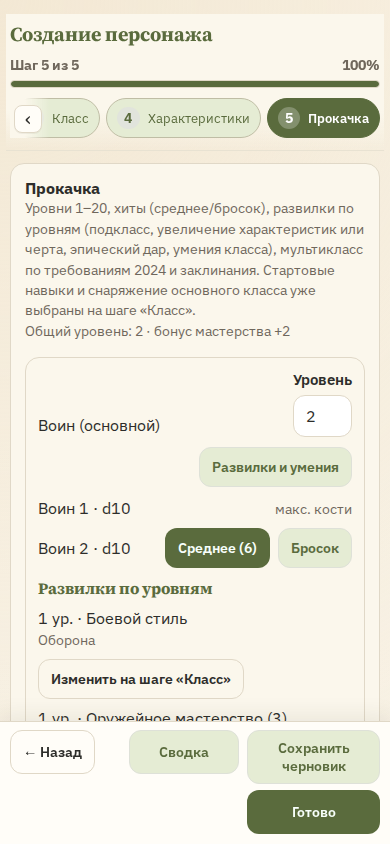 Создание персонажа
Шаг 5 из 5 100%
‹ Класс 4 Характеристики 5 Прокачка
Прокачка
Уровни 1–20, хиты (среднее/бросок), развилки по
уровням (подкласс, увеличение характеристик или
черта, эпический дар, умения класса), мультикласс
по требованиям 2024 и заклинания. Стартовые
навыки и снаряжение основного класса уже
выбраны на шаге «Класс».
Общий уровень: 2 · бонус мастерства +2
Уровень
Воин (основной) 2
Развилки и умения
Воин 1 · d10 макс. кости
Воин 2 · d10 Среднее (6) Бросок
Развилки по уровням
1 ур. · Боевой стиль
Оборона
Изменить на шаге «Класс»
1 ур. · Оружейное мастерство (3)
← Назад Сводка Сохранить
черновик
Готово